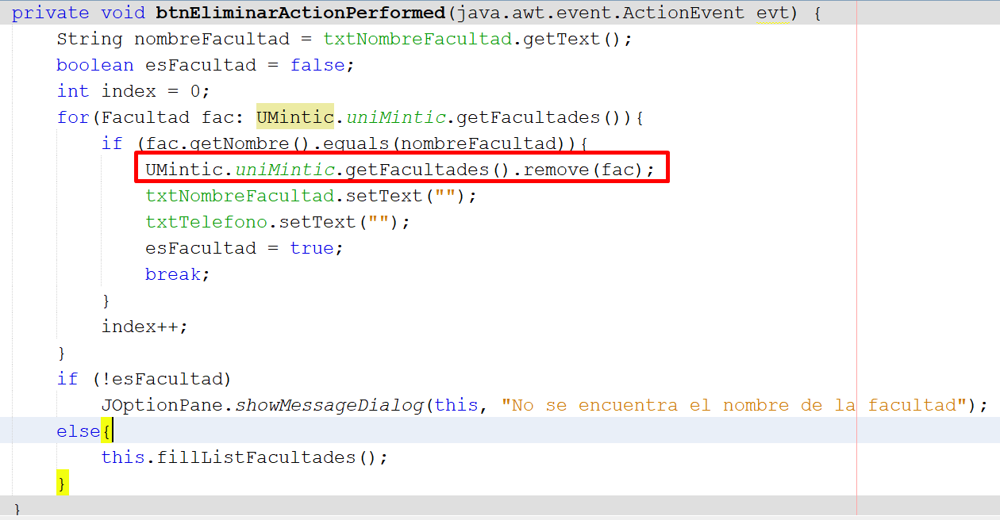 private void btnEliminarActionPerformed(java.awt.event.ActionEvent evt) {
String nombreFacultad = txtNombreFacultad.getText();
boolean esFacultad = false;
int index = 0;
for(Facultad fac: UMintic.uniMintic.getFacultades()){
if (fac.getNombre().equals(nombreFacultad)){
UMintic.uniMintic.getFacultades().remove(fac);
txtNombreFacultad.setText("");
txtTelefono.setText("");
esFacultad = true;
break;
}
index++;
}
if (!esFacultad)
JOptionPane.showMessageDialog(this, "No se encuentra el nombre de la facultad");
else{
this.fillListFacultades();
}
}